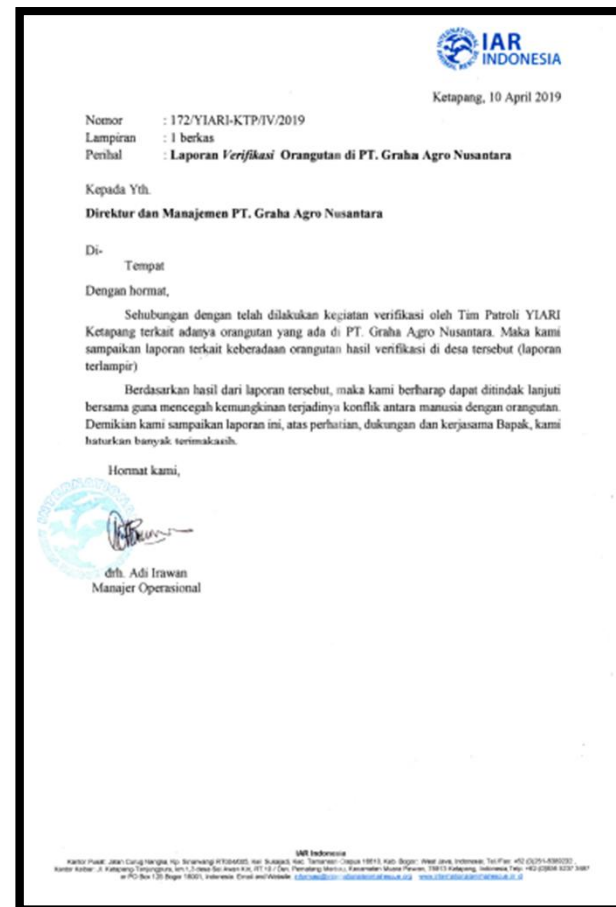 IAR
INDONESIA
Ketapang, 10 April 2019
Nomor : 172/YIARI-KTP/IV/2019
Lampiran : 1 berkas
Perihal : Laporan Verifikasi Orangutan di PT. Graha Agro Nusantara
Kepada Yth.
Direktur dan Manajemen PT. Graha Agro Nusantara
Di-
Tempat
Dengan hormat,
Sehubungan dengan telah dilakukan kegiatan verifikasi oleh Tim Patroli YIARI
Ketapang terkait adanya orangutan yang ada di PT. Graha Agro Nusantara. Maka kami
sampaikan laporan terkait keberadaan orangutan hasil verifikasi di desa tersebut (laporan
terlampir)
Berdasarkan hasil dari laporan tersebut, maka kami berharap dapat ditindak lanjuti
bersama guna mencegah kemungkinan terjadinya konflik antara manusia dengan orangutan.
Demikian kami sampaikan laporan ini, atas perhatian, dukungan dan kerjasama Bapak, kami
haturkan banyak terimakasih.
Hormat kami,
drh. Adi Irawan
Manajer Operasional
IAR Indonesia